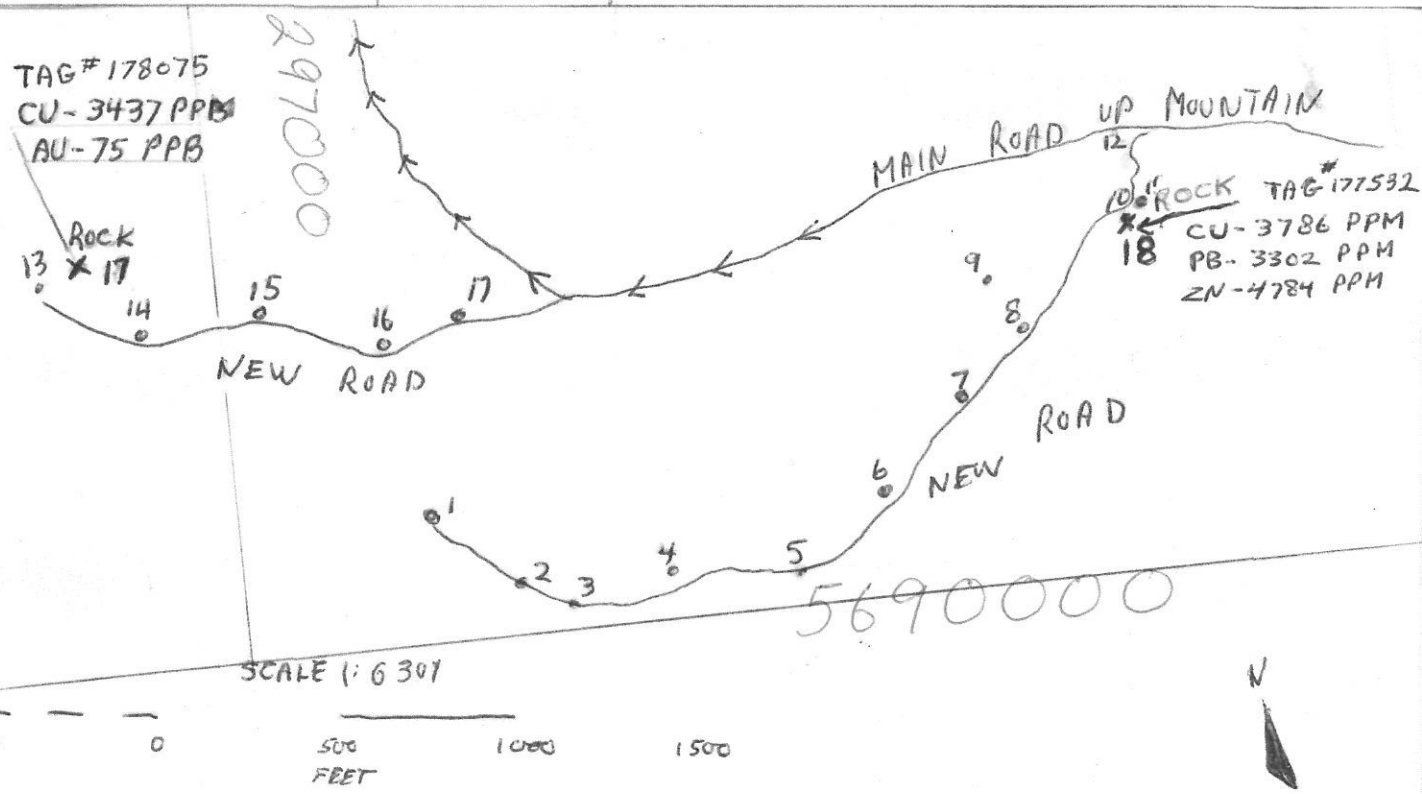 TAG# 178075
CU - 3437 PPB
AU - 75 PPB
297000
MAIN ROAD UP MOUNTAIN
12
10 11 ROCK TAG# 177532
18 CU - 3786 PPM
PB - 3302 PPM
ZN - 4784 PPM
ROCK
13 X 17
14
15
16
17
NEW ROAD
9
8
7
6
NEW ROAD
1
2
3
4
5
5690000
SCALE 1:6301
N
0 500 1000 1500
FEET